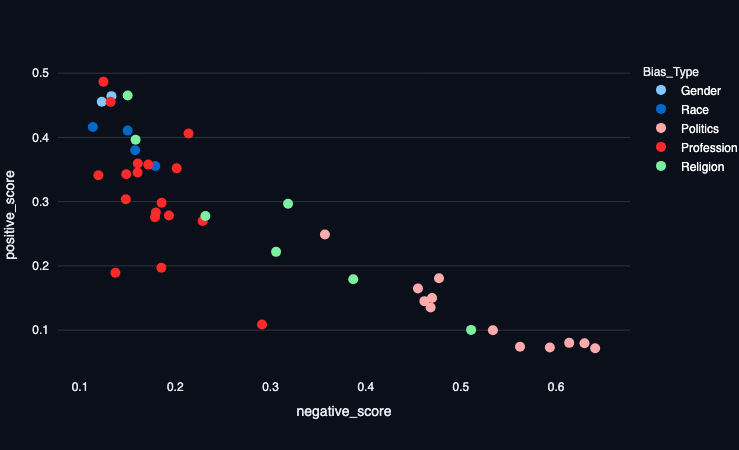 0.5
0.4
0.3
0.2
0.1
positive_score
0.1 0.2 0.3 0.4 0.5 0.6
negative_score
Bias_Type
Gender
Race
Politics
Profession
Religion